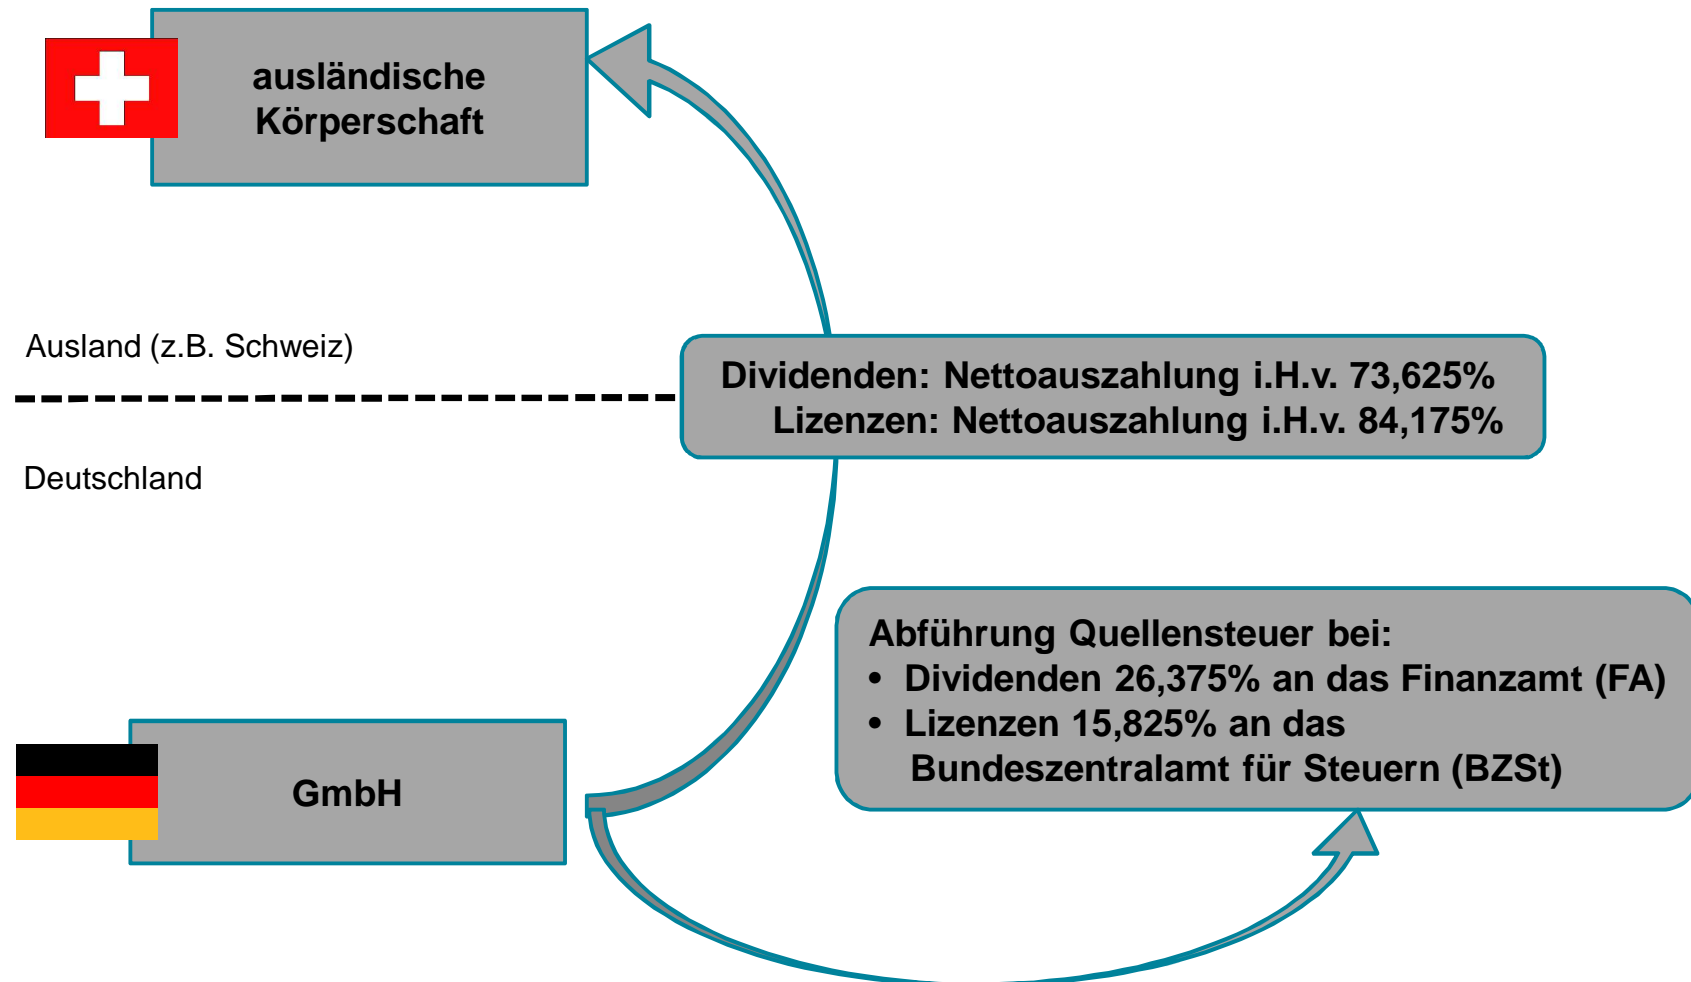 ausländische
Körperschaft
Ausland (z.B. Schweiz)
Dividenden: Nettoauszahlung i.H.v. 73,625%
Lizenzen: Nettoauszahlung i.H.v. 84,175%
Deutschland
Abführung Quellensteuer bei:
• Dividenden 26,375% an das Finanzamt (FA)
• Lizenzen 15,825% an das
Bundeszentralamt für Steuern (BZSt)
GmbH